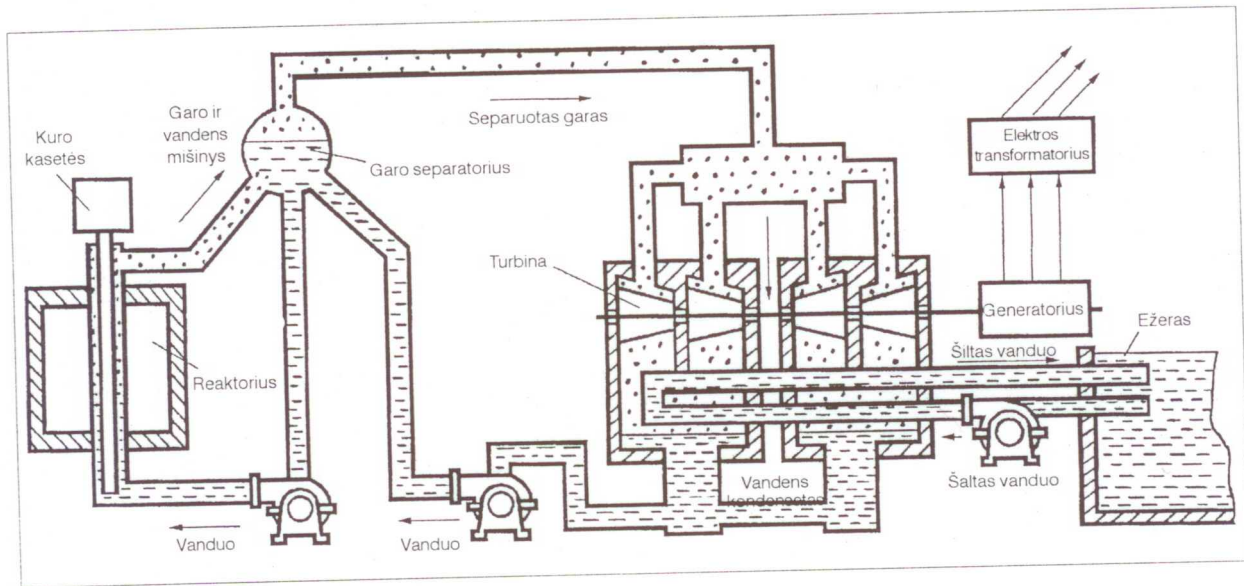 Kuro
kasetės
Garo ir
vandens
mišinys
Separuotas garas
Garo separatorius
Elektros
transformatorius
Turbina
Generatorius
Ežeras
Šiltas vanduo
Reaktorius
Šaltas vanduo
Vandens
kondensatas
Vanduo
Vanduo